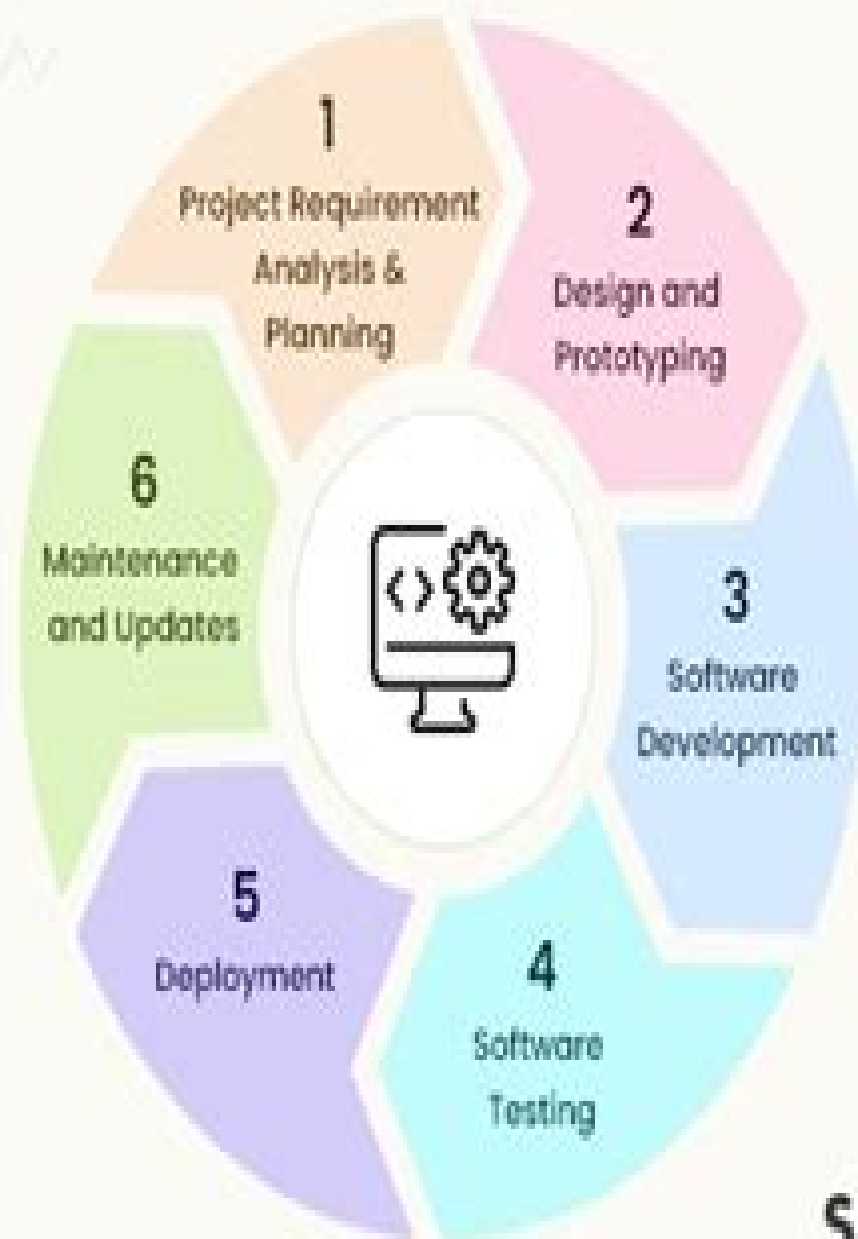 1
Project Requirement
Analysis &
Planning
2
Design and
Prototyping
3
Software
Development
4
Software
Testing
5
Deployment
6
Maintenance
and Updates